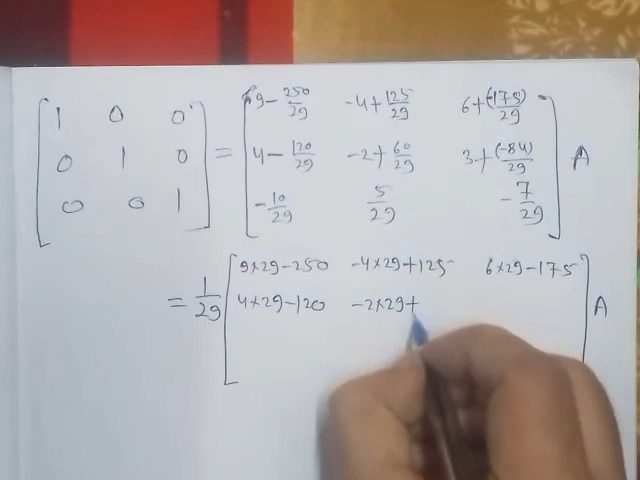 1 0 0 = 9-250/29 -4+125/29 6+(-175)/29
0 1 0 4-120/29 -2+60/29 3+(-84)/29 A
0 0 1 -10/29 5/29 -7/29
= 1/29 9×29-250 -4×29+125 6×29-175
4×29-120 -2×29+ A